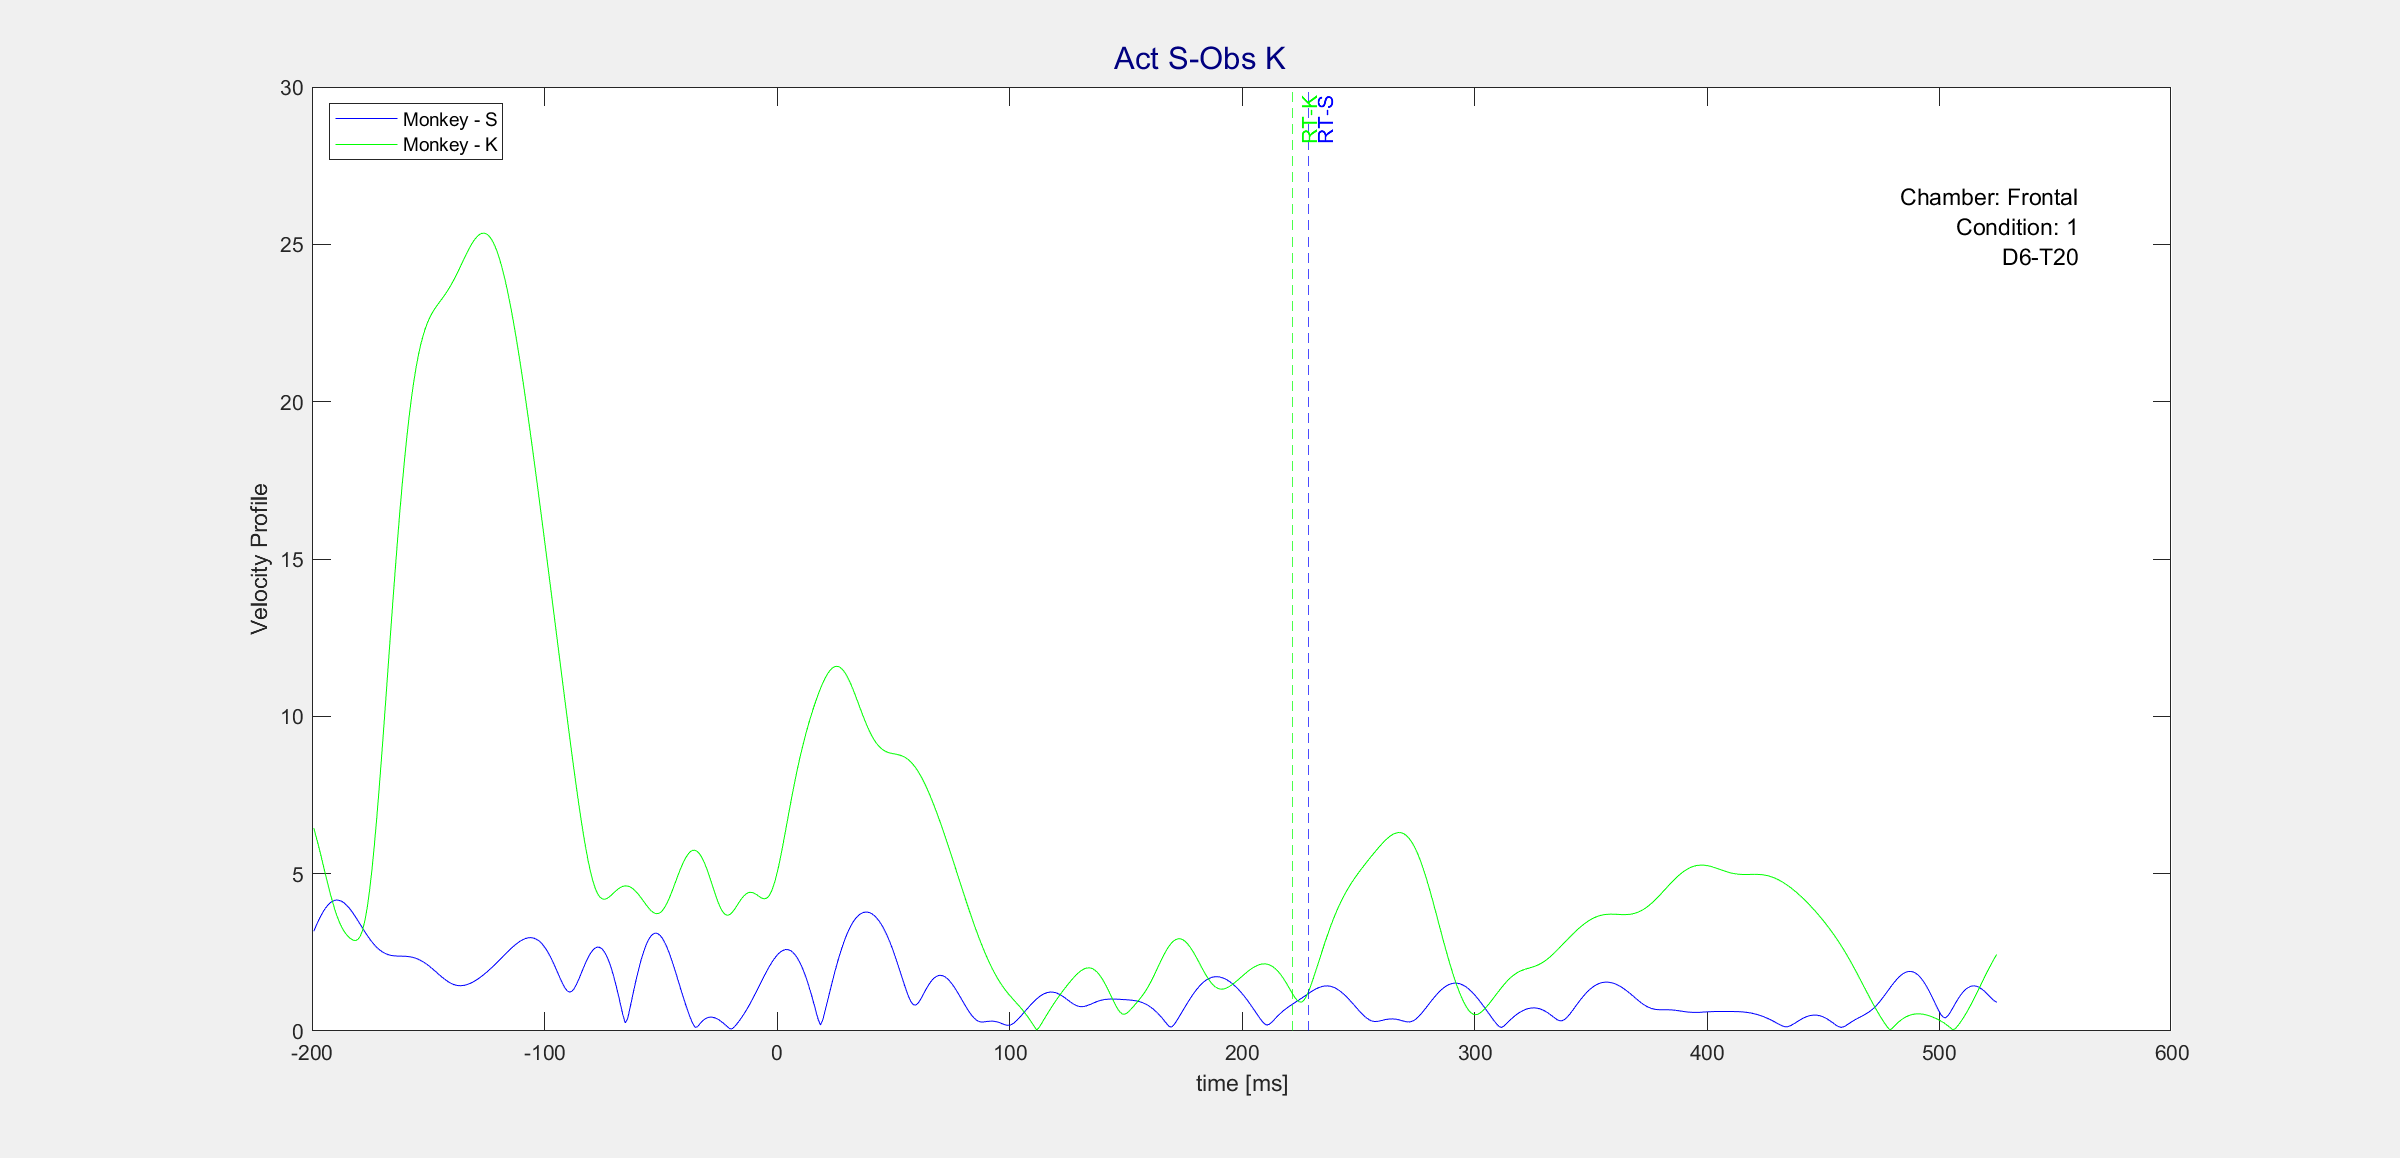 Act S-Obs K
Monkey - S
Monkey - K
RT-K
RT-S
Chamber: Frontal
Condition: 1
D6-T20
Velocity Profile
30
25
20
15
10
5
0
-200
-100
0
100
200
300
400
500
600
time [ms]